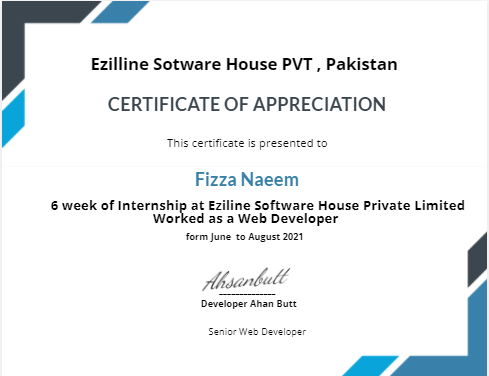 Ezilline Sotware House PVT , Pakistan
CERTIFICATE OF APPRECIATION
This certificate is presented to
Fizza Naeem
6 week of Internship at Eziline Software House Private Limited
Worked as a Web Developer
form June to August 2021
Ahsanbutt
Developer Ahan Butt
Senior Web Developer